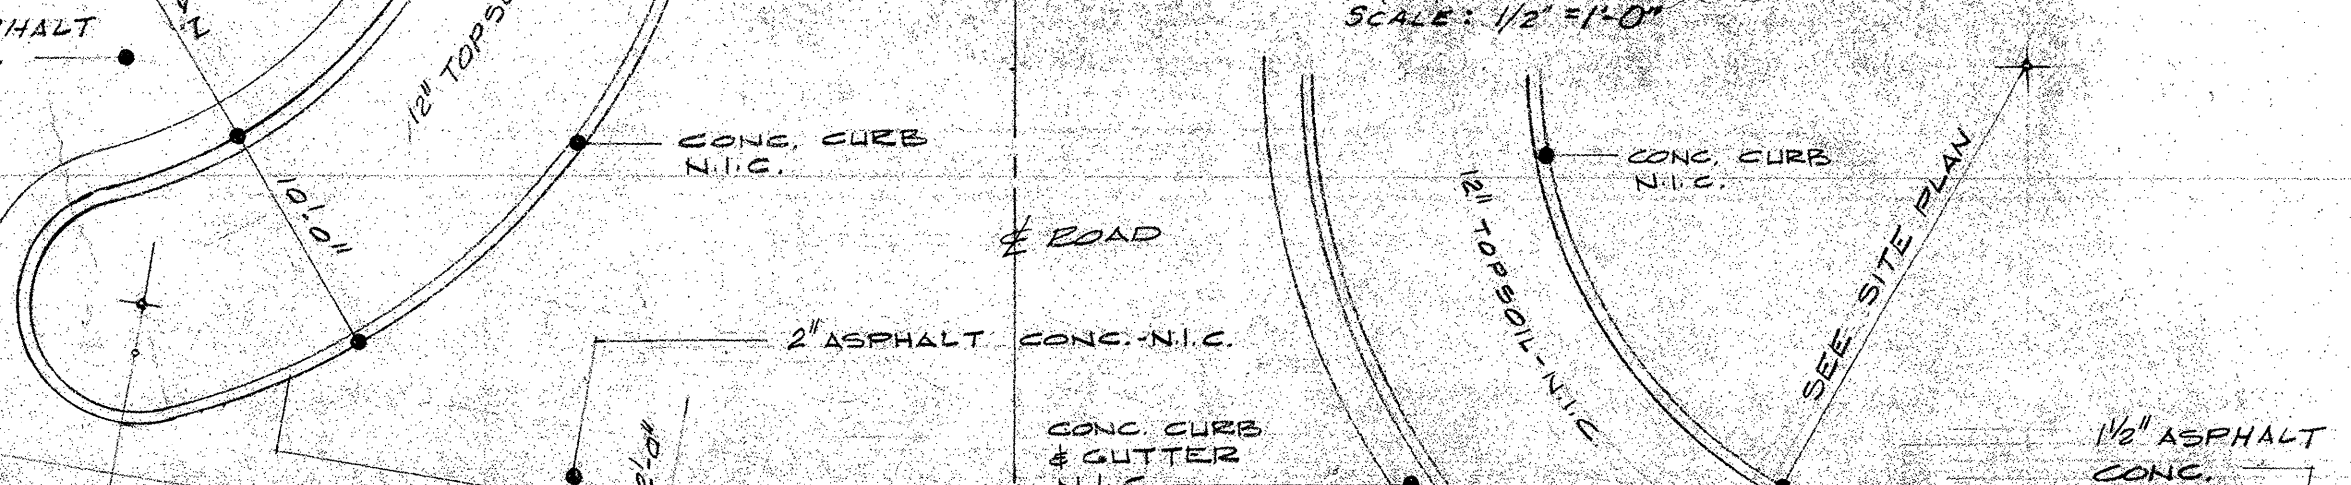 SCALE: 1/2" = 1'-0"
12" TOPS
CONC. CURB
N.I.C.
10'-0"
℄ ROAD
2" ASPHALT CONC.-N.I.C.
CONC. CURB
& GUTTER
N.I.C.
CONC. CURB
N.I.C.
12" TOPSOIL-N.I.C
SEE SITE PLAN
1 1/2" ASPHALT
CONC.